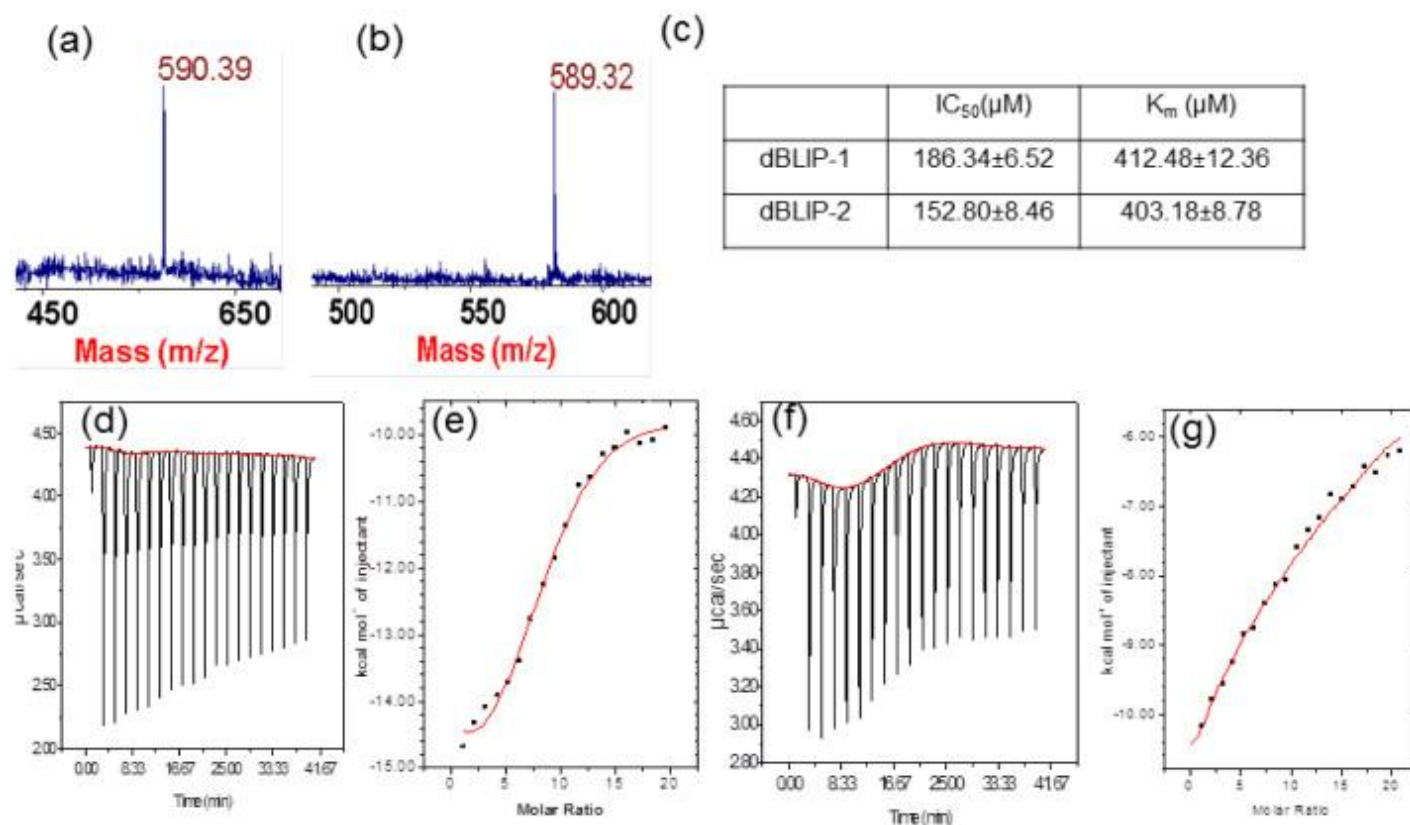 (a)
590.39
450 650
Mass (m/z)
(b)
589.32
500 550 600
Mass (m/z)
(c)
IC₅₀(µM) Kₘ (µM)
dBLIP-1 186.34±6.52 412.48±12.36
dBLIP-2 152.80±8.46 403.18±8.78
(d)
4.50
4.00
3.50
3.00
2.50
2.00
µcal/sec
0.00 8.33 16.67 25.00 33.33 41.67
Time(min)
(e)
-10.00
-11.00
-12.00
-13.00
-14.00
-15.00
kcal mol⁻ of injectant
0 5 10 15 20
Molar Ratio
(f)
4.60
4.40
4.20
4.00
3.80
3.60
3.40
3.20
3.00
2.80
µcal/sec
0.00 8.33 16.67 25.00 33.33 41.67
Time(min)
(g)
-6.00
-7.00
-8.00
-9.00
-10.00
kcal mol⁻¹ of injectant
0 5 10 15 20
Molar Ratio